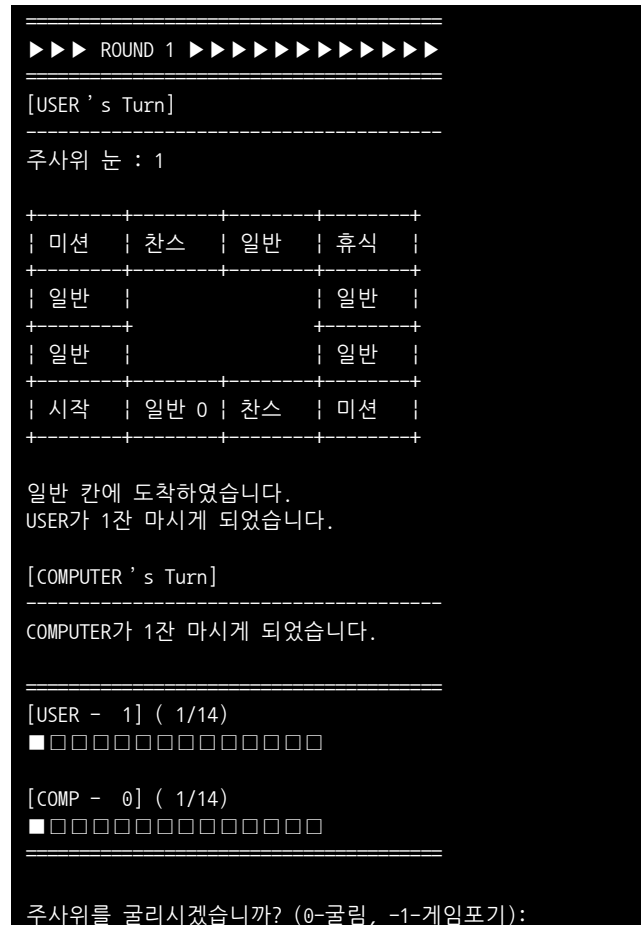 =======================================
▶▶▶ ROUND 1 ▶▶▶▶▶▶▶▶▶▶▶▶
=======================================
[USER's Turn]
---------------------------------------
주사위 눈 : 1
+--------+--------+--------+--------+
¦ 미션 ¦ 찬스 ¦ 일반 ¦ 휴식 ¦
+--------+--------+--------+--------+
¦ 일반 ¦ ¦ 일반 ¦
+--------+ +--------+
¦ 일반 ¦ ¦ 일반 ¦
+--------+--------+--------+--------+
¦ 시작 ¦ 일반 0 ¦ 찬스 ¦ 미션 ¦
+--------+--------+--------+--------+
일반 칸에 도착하였습니다.
USER가 1잔 마시게 되었습니다.
[COMPUTER's Turn]
---------------------------------------
COMPUTER가 1잔 마시게 되었습니다.
=======================================
[USER - 1] ( 1/14)
■□□□□□□□□□□□□□
[COMP - 0] ( 1/14)
■□□□□□□□□□□□□□
=======================================
주사위를 굴리시겠습니까? (0-굴림, -1-게임포기):